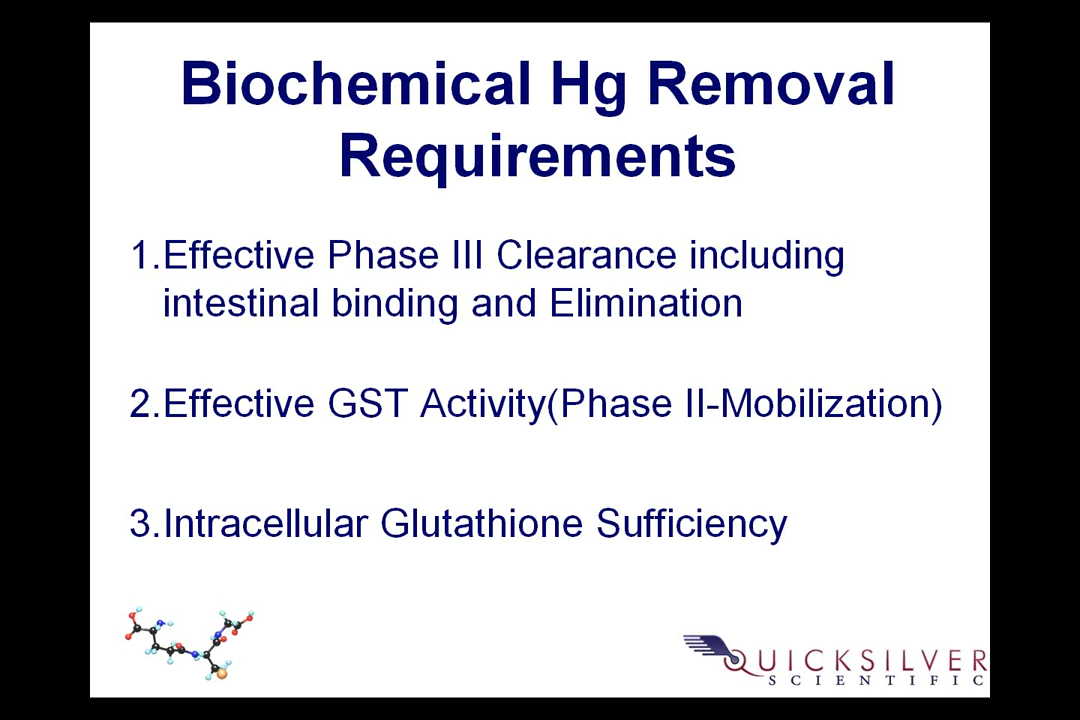 Biochemical Hg Removal
Requirements
1.Effective Phase III Clearance including
intestinal binding and Elimination
2.Effective GST Activity(Phase II-Mobilization)
3.Intracellular Glutathione Sufficiency
QUICKSILVER
SCIENTIFIC